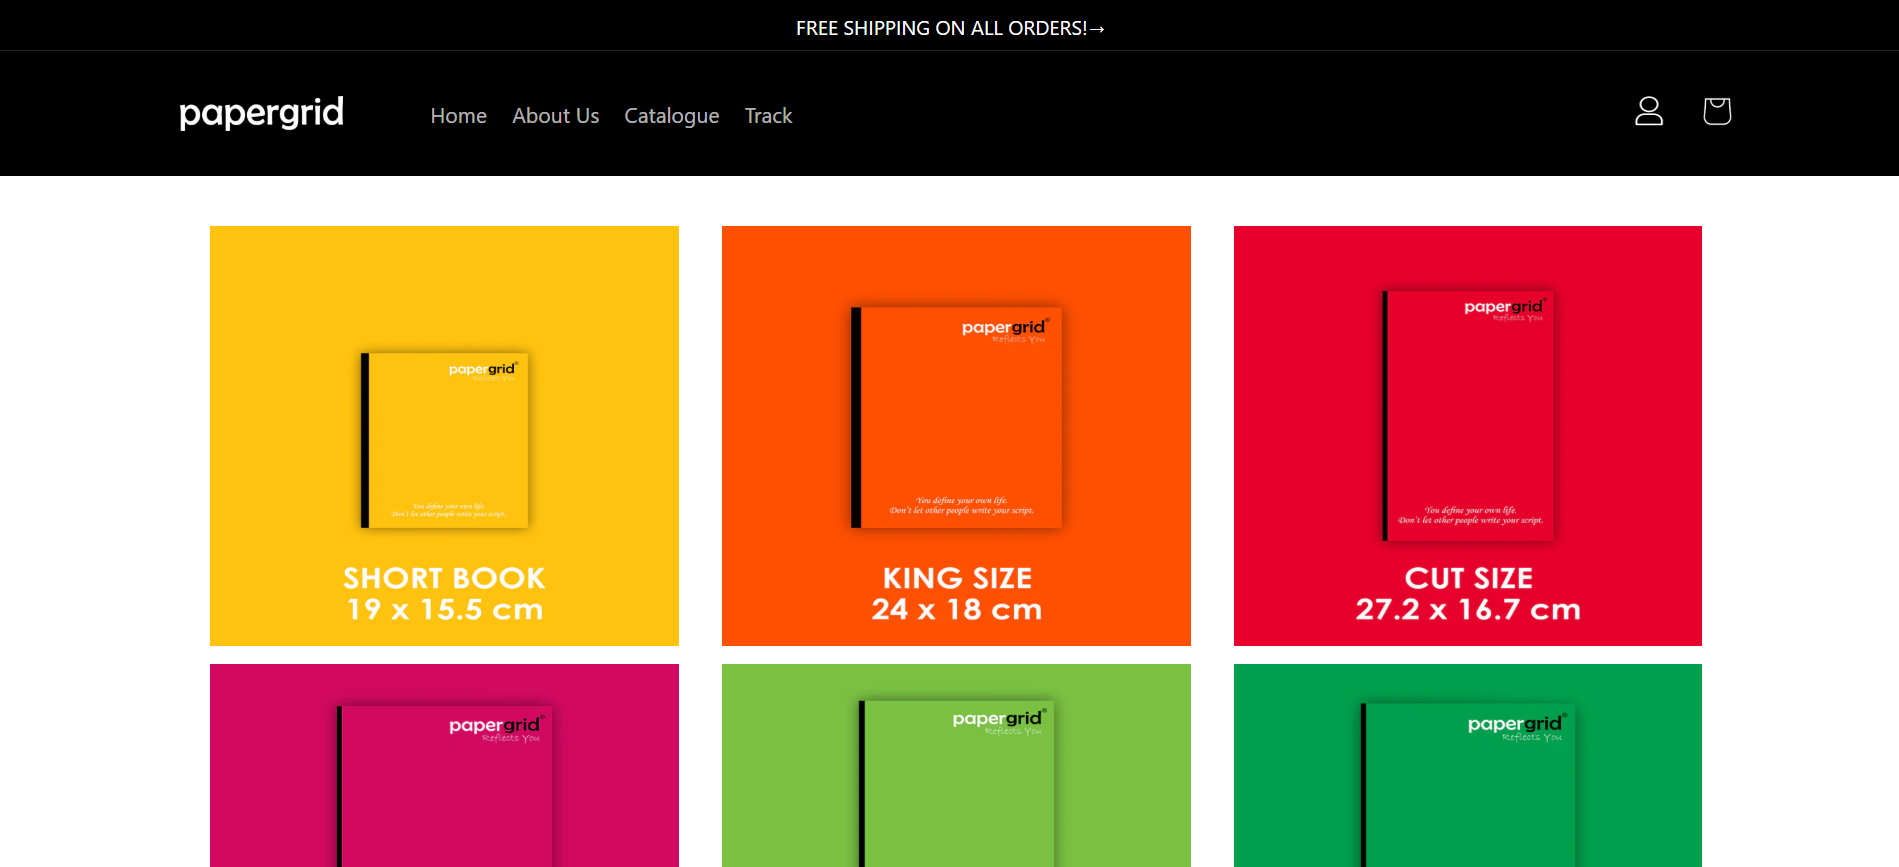 FREE SHIPPING ON ALL ORDERS!→
papergrid
Home About Us Catalogue Track
papergrid®
Reflects You
You define your own life.
Don't let other people write your script.
SHORT BOOK
19 x 15.5 cm
papergrid®
Reflects You
You define your own life.
Don't let other people write your script.
KING SIZE
24 x 18 cm
papergrid®
Reflects You
You define your own life.
Don't let other people write your script.
CUT SIZE
27.2 x 16.7 cm
papergrid®
Reflects You
papergrid®
Reflects You
papergrid®
Reflects You